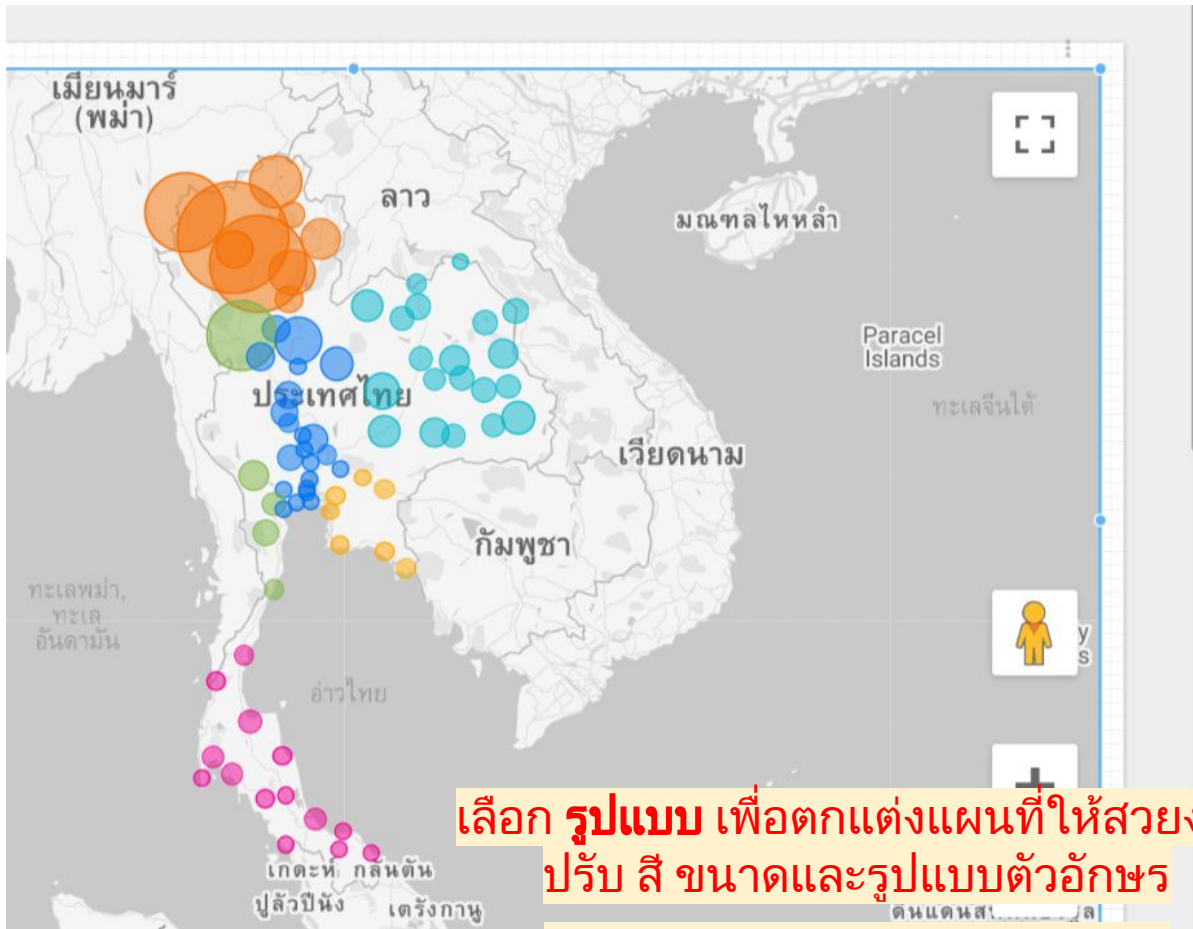 เมียนมาร์
(พม่า)
ลาว
มณฑลไหหลำ
Paracel
Islands
ประเทศไทย
ทะเลจีนใต้
เวียดนาม
กัมพูชา
ทะเลพม่า,
ทะเล
อันดามัน
y
s
อ่าวไทย
เลือก รูปแบบ เพื่อตกแต่งแผนที่ให้สวยง
ปรับ สี ขนาดและรูปแบบตัวอักษร
เกดะห์ กลันตัน
ปูเลาปีนัง
เตรังกานู